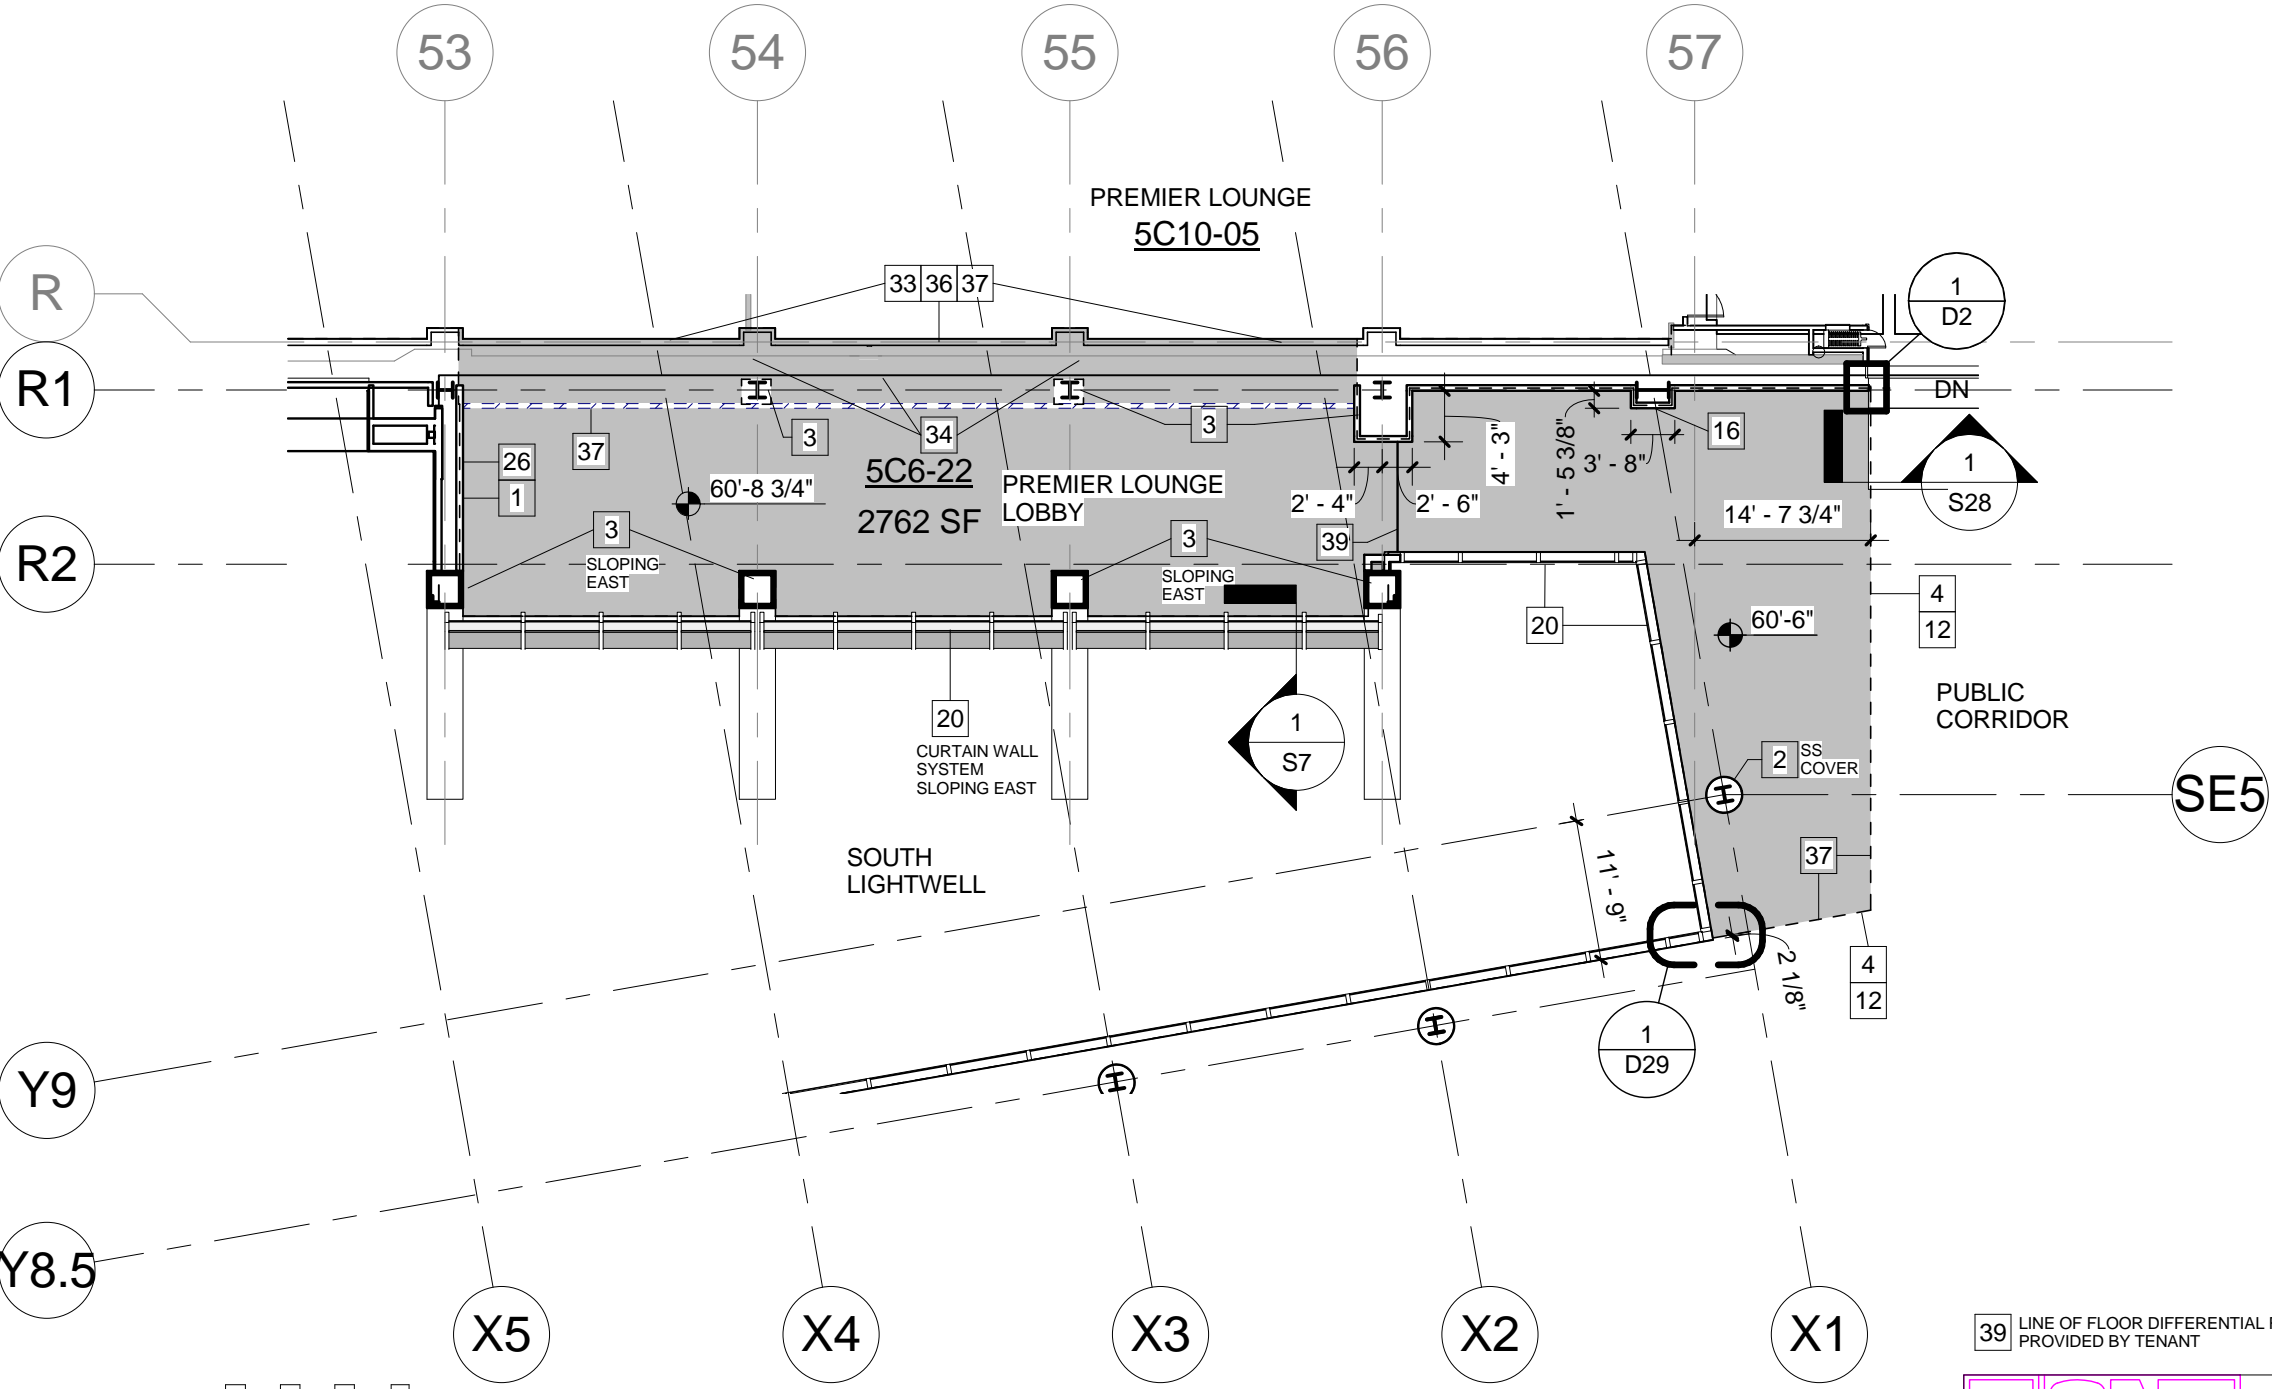 53
54
55
56
57
PREMIER LOUNGE
5C10-05
R
33 36 37
1
D2
R1
DN
3
34
3
16
37
26
1
5C6-22
2762 SF
PREMIER LOUNGE
LOBBY
60'-8 3/4"
4' - 3"
1' - 5 3/8"
3' - 8"
2' - 4"
2' - 6"
14' - 7 3/4"
1
S28
R2
3
SLOPING
EAST
3
SLOPING
EAST
39
20
4
12
60'-6"
20
CURTAIN WALL
SYSTEM
SLOPING EAST
1
S7
PUBLIC
CORRIDOR
2
SS
COVER
SE5
SOUTH
LIGHTWELL
11' - 9"
37
2 1/8"
4
12
1
D29
Y9
Y8.5
X5
X4
X3
X2
X1
39 LINE OF FLOOR DIFFERENTIAL
PROVIDED BY TENANT